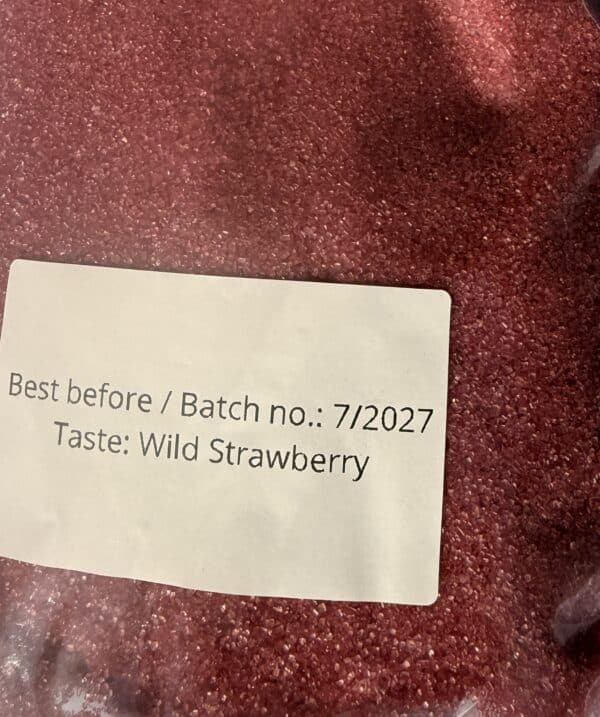 Best before / Batch no.: 7/2027
Taste: Wild Strawberry